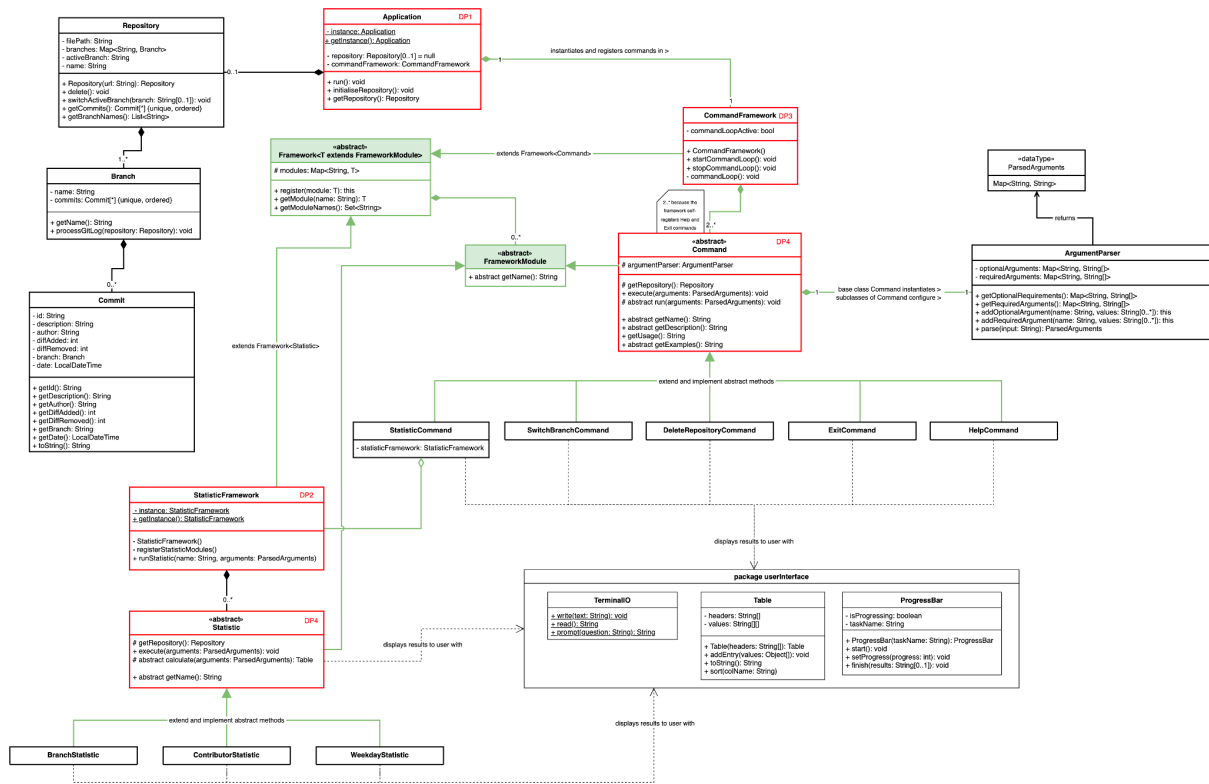 Repository
- filePath: String
- branches: Map<String, Branch>
- activeBranch: String
- name: String
+ Repository(url: String): Repository
+ delete(): void
+ switchActiveBranch(branch: String[0..1]): void
+ getCommits(): Commit[*] {unique, ordered}
+ getBranchNames(): List<String>
Application
DP1
- instance: Application
+ getInstance(): Application
- repository: Repository[0..1] = null
- commandFramework: CommandFramework
+ run(): void
+ initialiseRepository(): void
+ getRepository(): Repository
0..1
1
instantiates and registers commands in >
1
CommandFramework
DP3
- commandLoopActive: bool
+ CommandFramework()
+ startCommandLoop(): void
+ stopCommandLoop(): void
- commandLoop(): void
extends Framework<Command>
«abstract»
Framework<T extends FrameworkModule>
# modules: Map<String, T>
+ register(module: T): this
+ getModule(name: String): T
+ getModuleNames(): Set<String>
1..*
Branch
- name: String
- commits: Commit[*] {unique, ordered}
+ getName(): String
+ processGitLog(repository: Repository): void
«dataType»
ParsedArguments
Map<String, String>
returns
2..* because the
framework self-
registers Help and
Exit commands
2..*
0..*
«abstract»
FrameworkModule
+ abstract getName(): String
«abstract»
Command
DP4
# argumentParser: ArgumentParser
# getRepository(): Repository
+ execute(arguments: ParsedArguments): void
# abstract run(arguments: ParsedArguments): void
+ abstract getName(): String
+ abstract getDescription(): String
+ getUsage(): String
+ abstract getExamples(): String
1
base class Command instantiates >
subclasses of Command configure >
1
ArgumentParser
- optionalArguments: Map<String, String[]>
- requiredArguments: Map<String, String[]>
+ getOptionalRequirements(): Map<String, String[]>
+ getRequiredArguments(): Map<String, String[]>
+ addOptionalArgument(name: String, values: String[0..*]): this
+ addRequiredArgument(name: String, values: String[0..*]): this
+ parse(input: String): ParsedArguments
0..*
Commit
- id: String
- description: String
- author: String
- diffAdded: int
- diffRemoved: int
- branch: Branch
- date: LocalDateTime
+ getId(): String
+ getDescription(): String
+ getAuthor(): String
+ getDiffAdded(): int
+ getDiffRemoved(): int
+ getBranch: String
+ getDate(): LocalDateTime
+ toString(): String
extends Framework<Statistic>
extend and implement abstract methods
StatisticCommand
- statisticFramework: StatisticFramework
SwitchBranchCommand
DeleteRepositoryCommand
ExitCommand
HelpCommand
StatisticFramework
DP2
- instance: StatisticFramework
+ getInstance(): StatisticFramework
- StatisticFramework()
- registerStatisticModules()
+ runStatistic(name: String, arguments: ParsedArguments)
displays results to user with
0..*
«abstract»
Statistic
DP4
# getRepository(): Repository
+ execute(arguments: ParsedArguments): void
# abstract calculate(arguments: ParsedArguments): Table
+ abstract getName(): String
displays results to user with
package userInterface
TerminalIO
+ write(text: String): void
+ read(): String
+ prompt(question: String): String
Table
- headers: String[]
- values: String[][]
+ Table(headers: String[]): Table
+ addEntry(values: Object[]): void
+ toString(): String
+ sort(colName: String)
ProgressBar
- isProgressing: boolean
- taskName: String
+ ProgressBar(taskName: String): ProgressBar
+ start(): void
+ setProgress(progress: int): void
+ finish(results: String[0..1]): void
extend and implement abstract methods
displays results to user with
BranchStatistic
ContributorStatistic
WeekdayStatistic